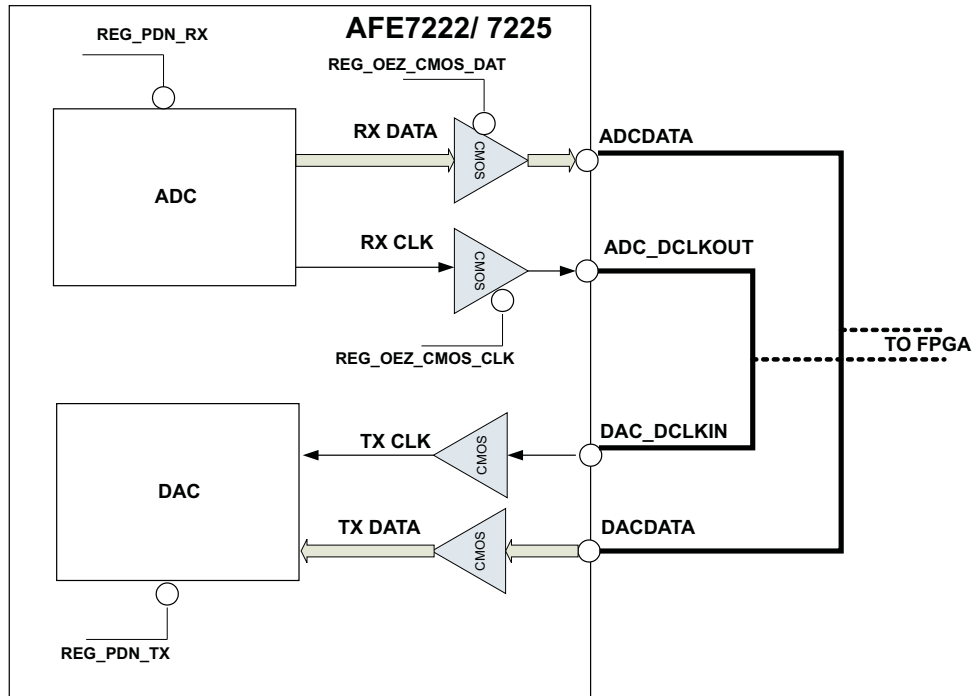 AFE7222/ 7225
REG_PDN_RX
REG_OEZ_CMOS_DAT
RX DATA
CMOS
ADCDATA
ADC
RX CLK
CMOS
ADC_DCLKOUT
REG_OEZ_CMOS_CLK
TO FPGA
TX CLK
CMOS
DAC_DCLKIN
DAC
TX DATA
CMOS
DACDATA
REG_PDN_TX